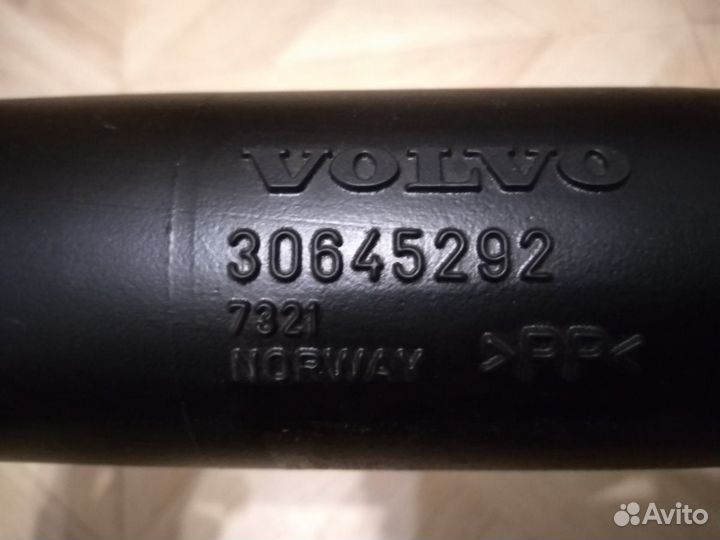 VOLVO
30645292
7321
NORWAY >PP<
Avito